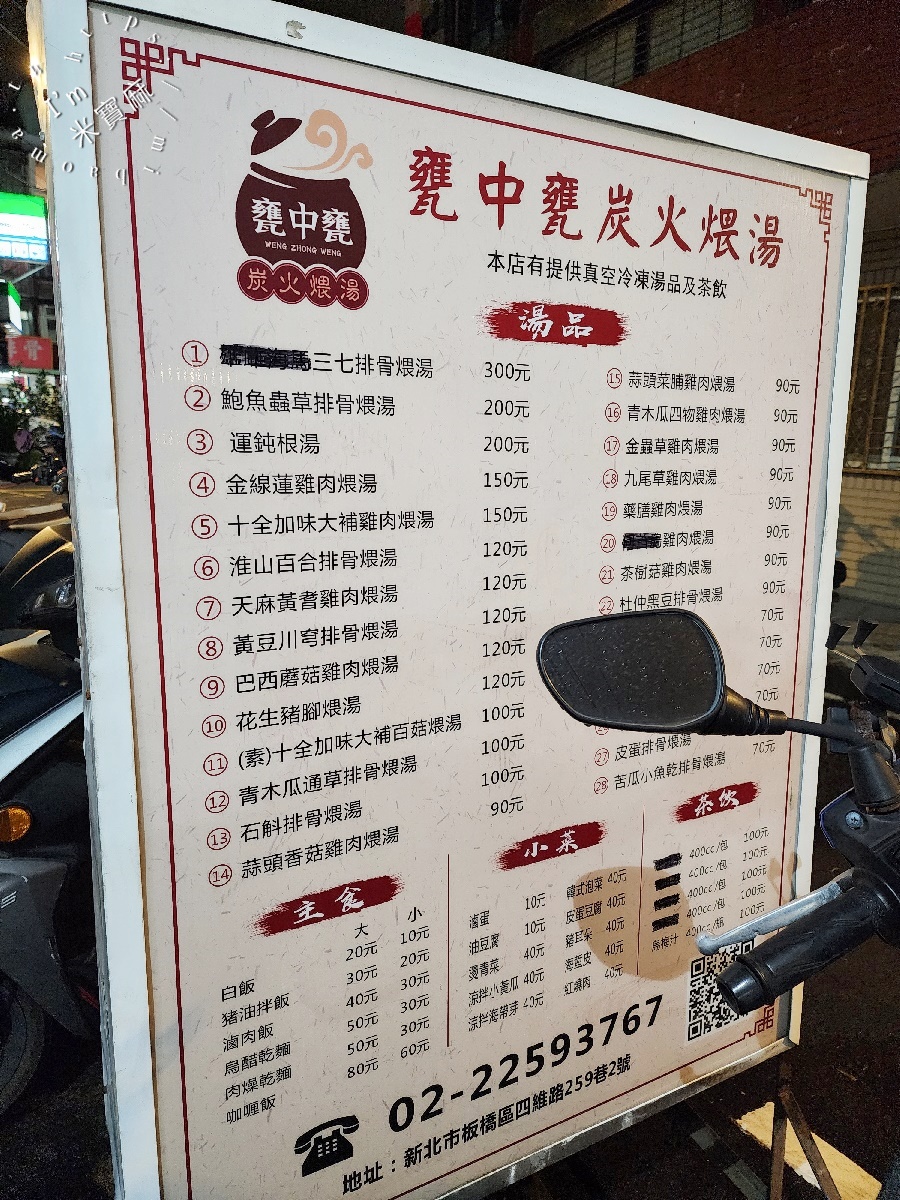 I'm 米寶麻
甕中甕
WENG ZHONG WENG
炭火煨湯
甕中甕炭火煨湯
本店有提供真空冷凍湯品及茶飲
湯品
① 三七排骨煨湯 300元
② 鮑魚蟲草排骨煨湯 200元
③ 運鈍根湯 200元
④ 金線蓮雞肉煨湯 150元
⑤ 十全加味大補雞肉煨湯 150元
⑥ 淮山百合排骨煨湯 120元
⑦ 天麻黃耆雞肉煨湯 120元
⑧ 黃豆川穹排骨煨湯 120元
⑨ 巴西蘑菇雞肉煨湯 120元
⑩ 花生豬腳煨湯 120元
⑪ (素)十全加味大補百菇煨湯 100元
⑫ 青木瓜通草排骨煨湯 100元
⑬ 石斛排骨煨湯 100元
⑭ 蒜頭香菇雞肉煨湯 90元
⑮ 蒜頭菜脯雞肉煨湯 90元
⑯ 青木瓜四物雞肉煨湯 90元
⑰ 金蟲草雞肉煨湯 90元
⑱ 九尾草雞肉煨湯 90元
⑲ 藥膳雞肉煨湯 90元
⑳ 雞肉煨湯 90元
㉑ 茶樹菇雞肉煨湯 90元
㉒ 杜仲黑豆排骨煨湯 90元
70元
70元
70元
70元
㉗ 皮蛋排骨煨湯
㉘ 苦瓜小魚乾排骨煨湯 70元
主食
大 小
白飯 20元 10元
豬油拌飯 30元 20元
滷肉飯 40元 30元
烏醋乾麵 50元 30元
肉燥乾麵 50元 30元
咖喱飯 80元 60元
小菜
滷蛋 10元
油豆腐 10元
燙青菜 40元
涼拌小黃瓜 40元
涼拌海帶芽 40元
韓式泡菜 40元
皮蛋豆腐 40元
豬耳朵 40元
海蜇皮 40元
紅燒肉 40元
茶飲
400cc/包 100元
400cc/包 100元
400cc/包 100元
400cc/包 100元
烏梅汁 400cc/瓶 100元
02-22593767
地址：新北市板橋區四維路259巷2號